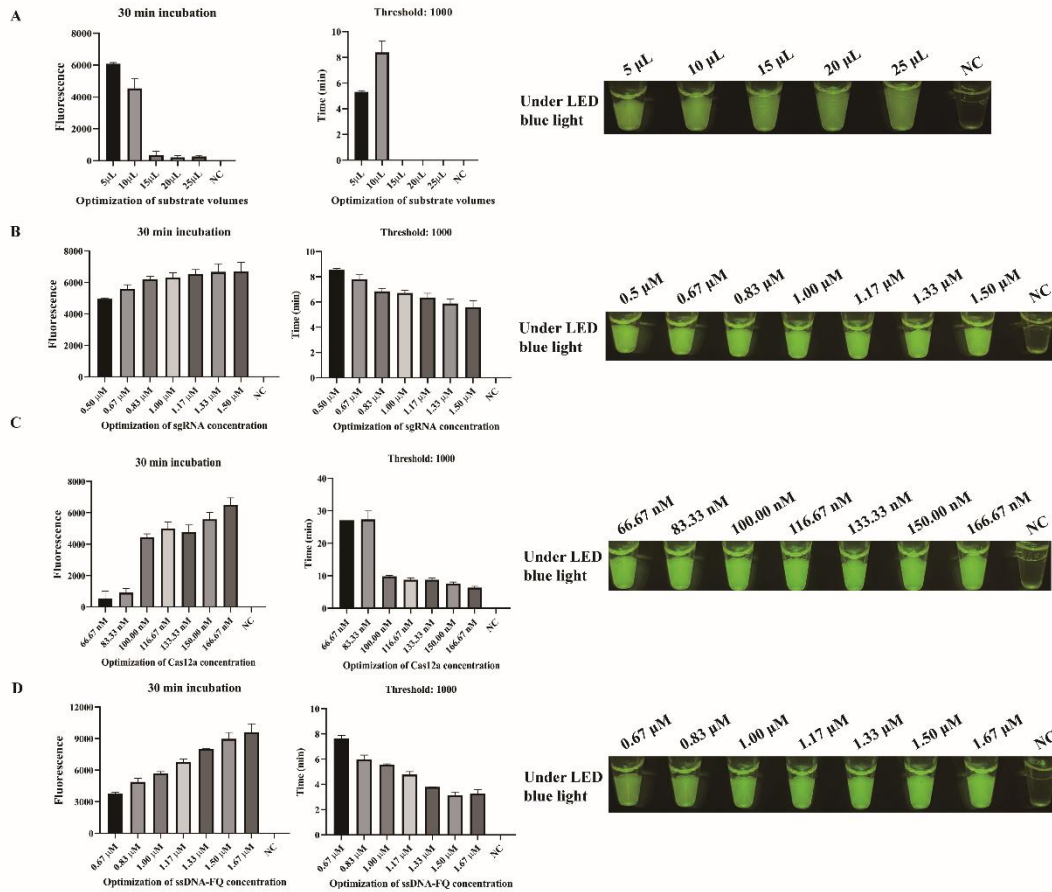 A
30 min incubation
Fluorescence
8000
6000
4000
2000
0
5μL
10μL
15μL
20μL
25μL
NC
Optimization of substrate volumes
Threshold: 1000
Time (min)
10
8
6
4
2
0
5μL
10μL
15μL
20μL
25μL
NC
Optimization of substrate volumes
Under LED
blue light
5 μL
10 μL
15 μL
20 μL
25 μL
NC
B
30 min incubation
Fluorescence
8000
6000
4000
2000
0
0.50 μM
0.67 μM
0.83 μM
1.00 μM
1.17 μM
1.33 μM
1.50 μM
NC
Optimization of sgRNA concentration
Threshold: 1000
Time (min)
10
8
6
4
2
0
0.50 μM
0.67 μM
0.83 μM
1.00 μM
1.17 μM
1.33 μM
1.50 μM
NC
Optimization of sgRNA concentration
Under LED
blue light
0.5 μM
0.67 μM
0.83 μM
1.00 μM
1.17 μM
1.33 μM
1.50 μM
NC
C
30 min incubation
Fluorescence
8000
6000
4000
2000
0
66.67 nM
83.33 nM
100.00 nM
116.67 nM
133.33 nM
150.00 nM
166.67 nM
NC
Optimization of Cas12a concentration
Threshold: 1000
Time (min)
40
30
20
10
0
66.67 nM
83.33 nM
100.00 nM
116.67 nM
133.33 nM
150.00 nM
166.67 nM
NC
Optimization of Cas12a concentration
Under LED
blue light
66.67 nM
83.33 nM
100.00 nM
116.67 nM
133.33 nM
150.00 nM
166.67 nM
NC
D
30 min incubation
Fluorescence
12000
9000
6000
3000
0
0.67 μM
0.83 μM
1.00 μM
1.17 μM
1.33 μM
1.50 μM
1.67 μM
NC
Optimization of ssDNA-FQ concentration
Threshold: 1000
Time (min)
10
8
6
4
2
0
0.67 μM
0.83 μM
1.00 μM
1.17 μM
1.33 μM
1.50 μM
1.67 μM
NC
Optimization of ssDNA-FQ concentration
Under LED
blue light
0.67 μM
0.83 μM
1.00 μM
1.17 μM
1.33 μM
1.50 μM
1.67 μM
NC